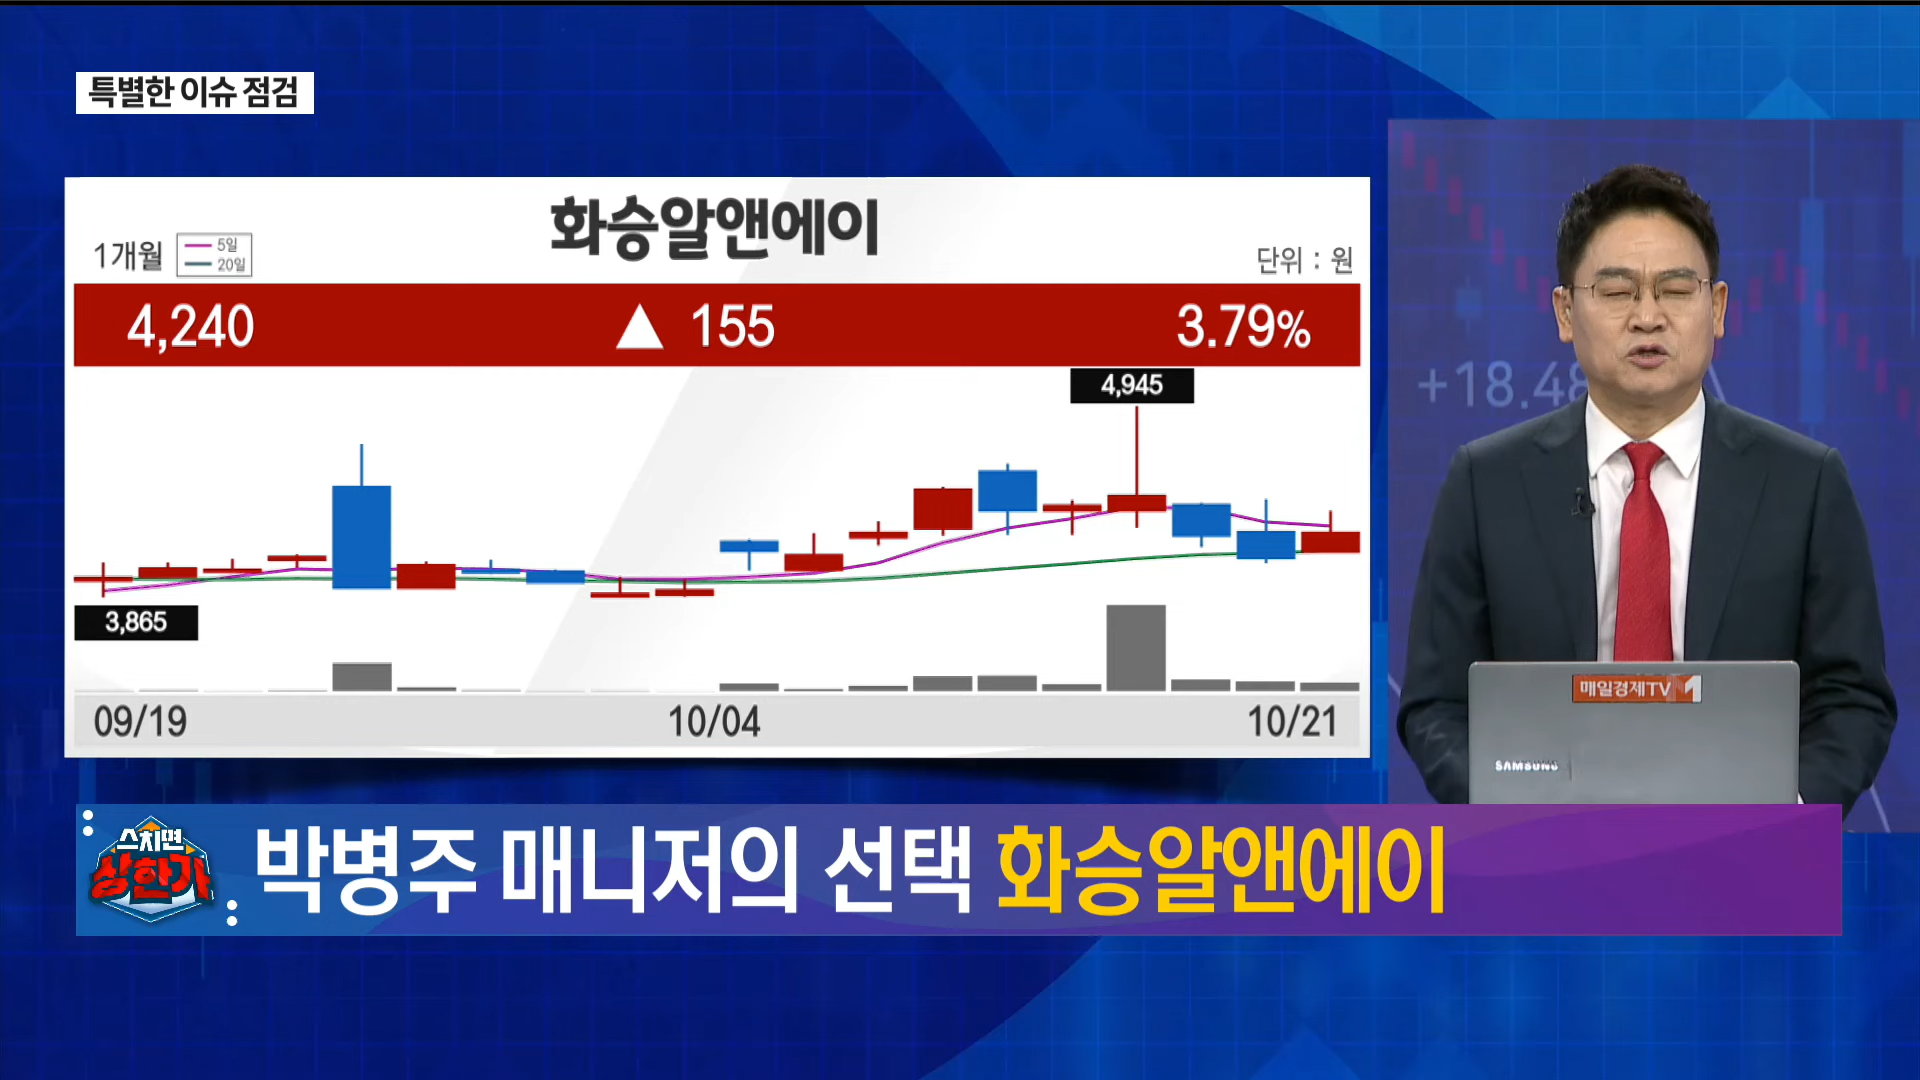 특별한 이슈 점검
화승알앤에이
1개월
5일
20일
단위 : 원
4,240 ▲ 155 3.79%
4,945
3,865
09/19 10/04 10/21
+18.48
매일경제TV
SAMSUNG
스치면
상한가
박병주 매니저의 선택 화승알앤에이